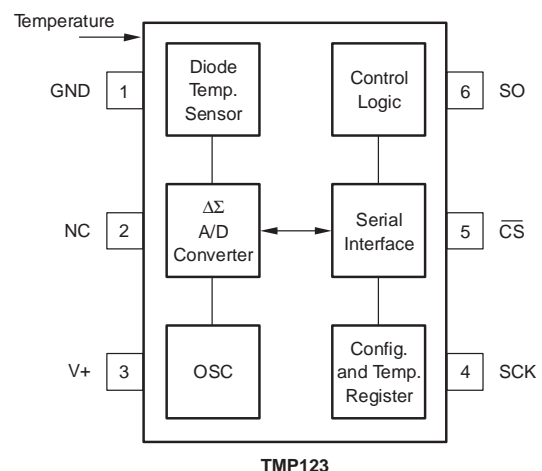 Temperature
GND
1
Diode
Temp.
Sensor
Control
Logic
6
SO
NC
2
ΔΣ
A/D
Converter
Serial
Interface
5
C̅S̅
V+
3
OSC
Config.
and Temp.
Register
4
SCK
TMP123